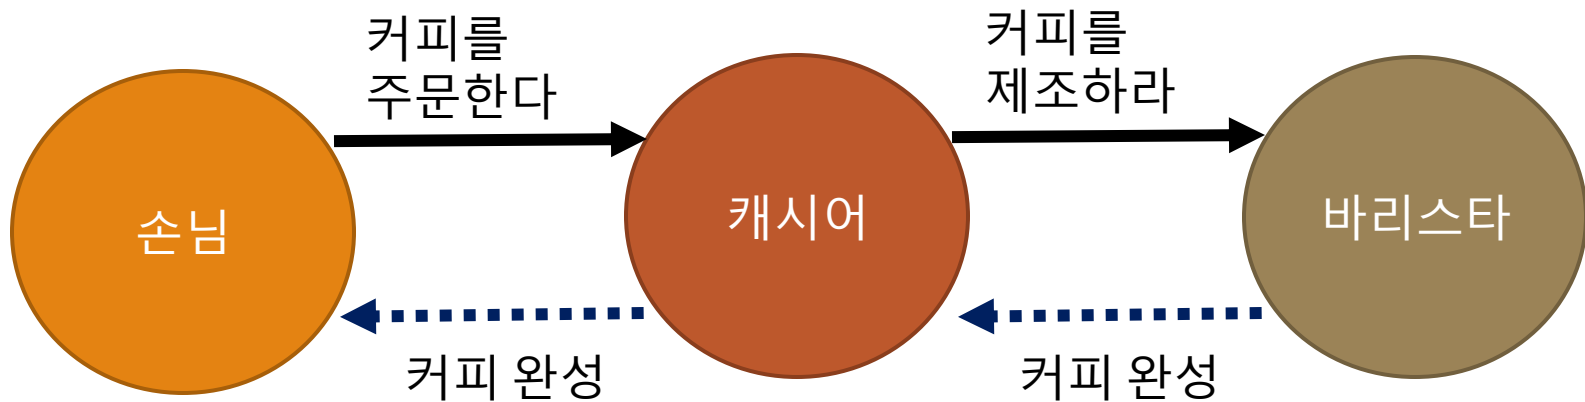 커피를
주문한다
커피를
제조하라
손님
캐시어
바리스타
커피 완성
커피 완성